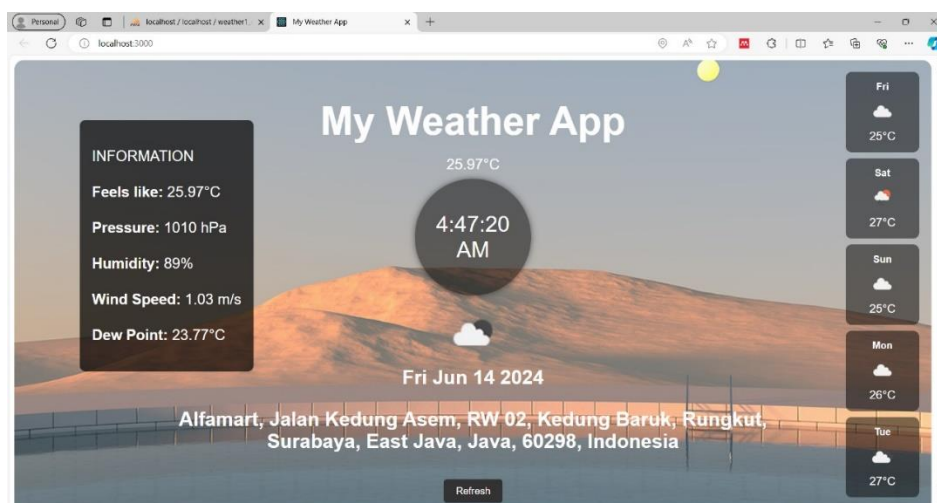 Personal
localhost / localhost / weather1
My Weather App
localhost:3000
My Weather App
25.97°C
4:47:20
AM
INFORMATION
Feels like: 25.97°C
Pressure: 1010 hPa
Humidity: 89%
Wind Speed: 1.03 m/s
Dew Point: 23.77°C
Fri Jun 14 2024
Alfamart, Jalan Kedung Asem, RW 02, Kedung Baruk, Rungkut,
Surabaya, East Java, Java, 60298, Indonesia
Refresh
Fri
25°C
Sat
27°C
Sun
25°C
Mon
26°C
Tue
27°C